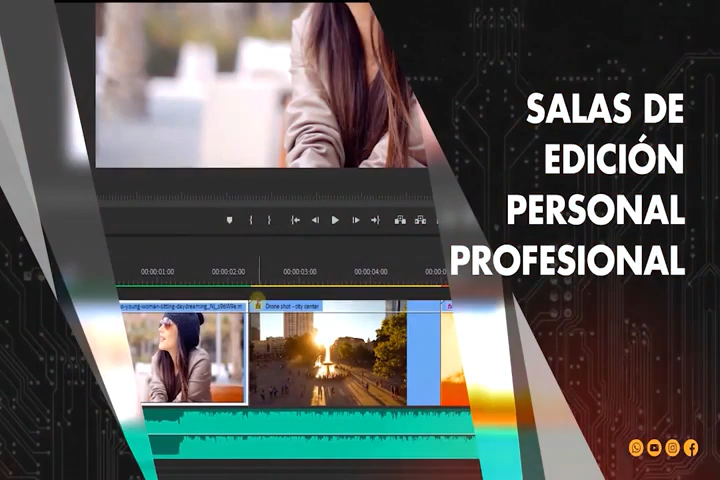 SALAS DE
EDICIÓN
PERSONAL
PROFESIONAL
00:00:01:00
00:00:02:00
00:00:03:00
00:00:04:00
Drone shot - city center